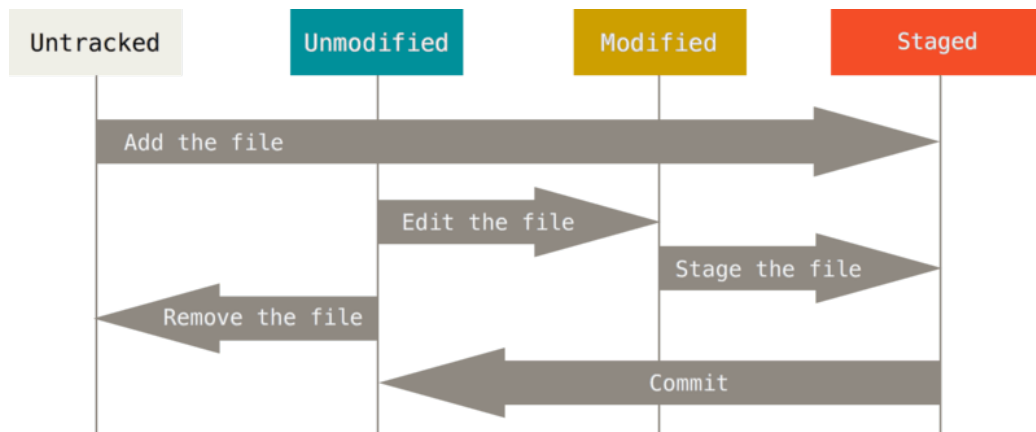 Untracked
Unmodified
Modified
Staged
Add the file
Edit the file
Stage the file
Remove the file
Commit